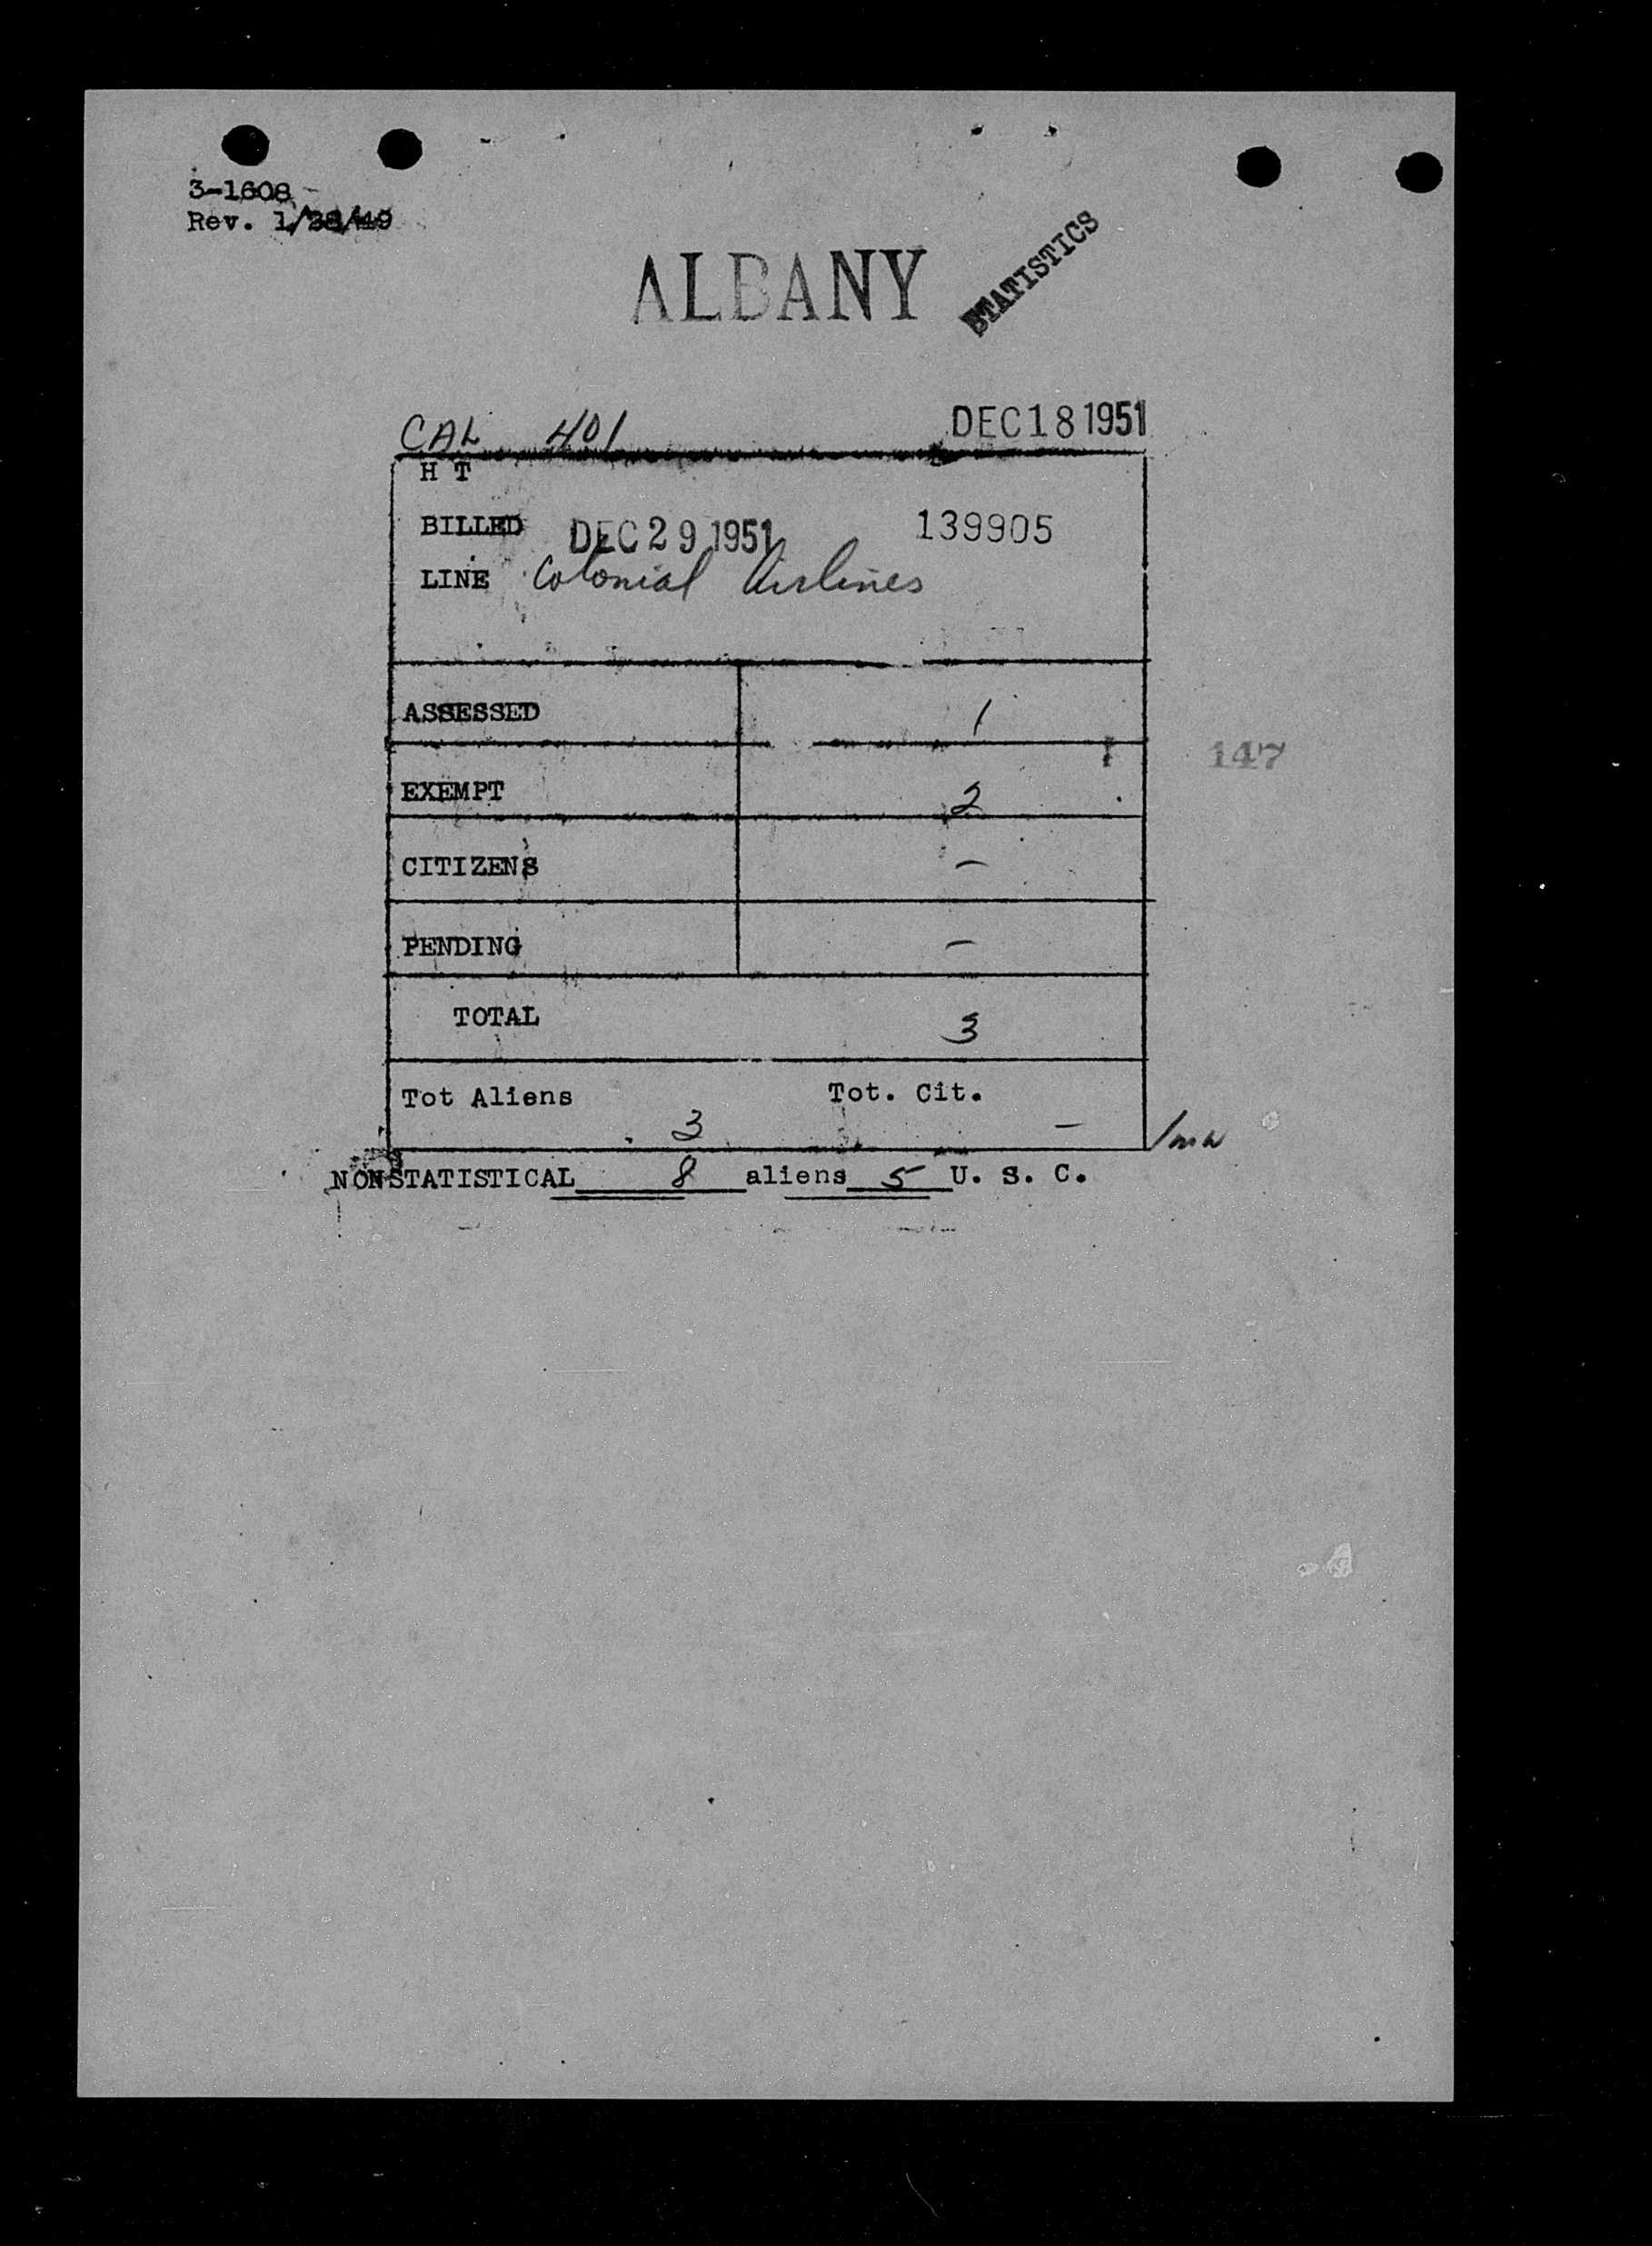 3-1608
Rev. 1/28/49
ALBANY STATISTICS
CAL 401 DEC 18 1951
H T
BILLED DEC 29 1951 139905
LINE Colonial Airlines
ASSESSED 1
147
EXEMPT 2
CITIZENS –
PENDING –
TOTAL 3
Tot Aliens Tot. Cit.
3 –
NONSTATISTICAL 8 aliens 5 U. S. C.